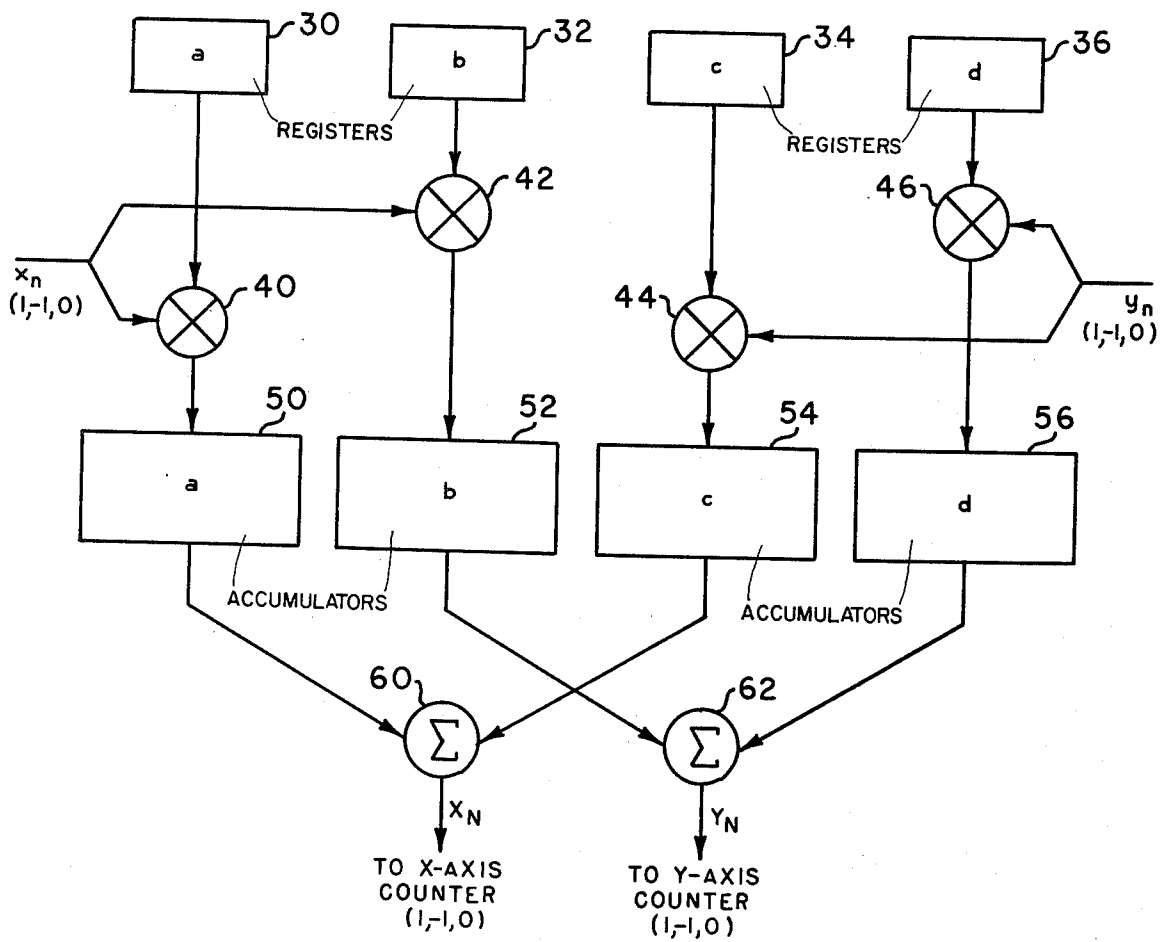 30
32
34
36
a
b
c
d
REGISTERS
REGISTERS
42
46
xₙ
(1,-1,0)
40
44
yₙ
(1,-1,0)
50
52
54
56
a
b
c
d
ACCUMULATORS
ACCUMULATORS
60
62
Σ
Σ
X_N
Y_N
TO X-AXIS
COUNTER
(1,-1,0)
TO Y-AXIS
COUNTER
(1,-1,0)